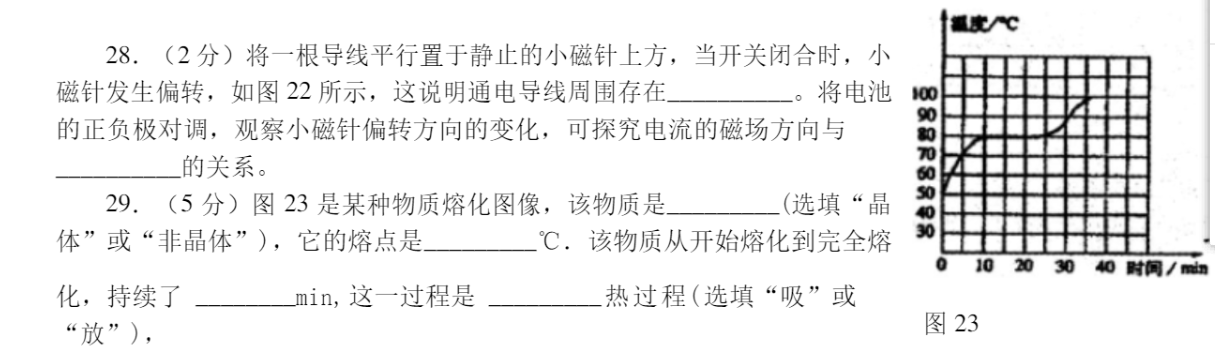 28. （2 分）将一根导线平行置于静止的小磁针上方，当开关闭合时，小
磁针发生偏转，如图 22 所示，这说明通电导线周围存在__________。将电池
的正负极对调，观察小磁针偏转方向的变化，可探究电流的磁场方向与
__________的关系。
29. （5 分）图 23 是某种物质熔化图像，该物质是_________(选填“晶
体”或“非晶体”)，它的熔点是_________℃．该物质从开始熔化到完全熔
化，持续了 ________min,这一过程是 _________热过程(选填“吸”或
“放”)，
温度/℃
100
90
80
70
60
50
40
30
0 10 20 30 40 时间/min
图 23